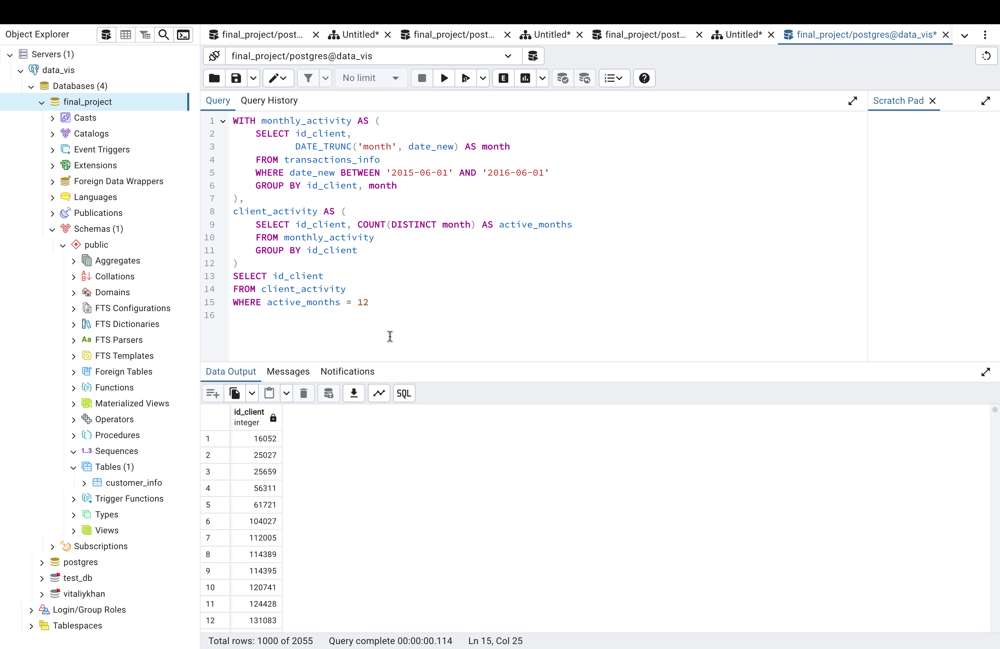 Object Explorer
Servers (1)
data_vis
Databases (4)
final_project
Casts
Catalogs
Event Triggers
Extensions
Foreign Data Wrappers
Languages
Publications
Schemas (1)
public
Aggregates
Collations
Domains
FTS Configurations
FTS Dictionaries
Aa FTS Parsers
FTS Templates
Foreign Tables
Functions
Materialized Views
Operators
Procedures
1..3 Sequences
Tables (1)
customer_info
Trigger Functions
Types
Views
Subscriptions
postgres
test_db
vitaliykhan
Login/Group Roles
Tablespaces
final_project/post... Untitled* final_project/post... Untitled* final_project/post... Untitled* final_project/postgres@data_vis*
final_project/postgres@data_vis
No limit E
Query Query History
Scratch Pad
1 WITH monthly_activity AS (
2 SELECT id_client,
3 DATE_TRUNC('month', date_new) AS month
4 FROM transactions_info
5 WHERE date_new BETWEEN '2015-06-01' AND '2016-06-01'
6 GROUP BY id_client, month
7 ),
8 client_activity AS (
9 SELECT id_client, COUNT(DISTINCT month) AS active_months
10 FROM monthly_activity
11 GROUP BY id_client
12 )
13 SELECT id_client
14 FROM client_activity
15 WHERE active_months = 12
16
Data Output Messages Notifications
SQL
id_client
integer
1 16052
2 25027
3 25659
4 56311
5 61721
6 104027
7 112005
8 114389
9 114395
10 120741
11 124428
12 131083
Total rows: 1000 of 2055 Query complete 00:00:00.114 Ln 15, Col 25